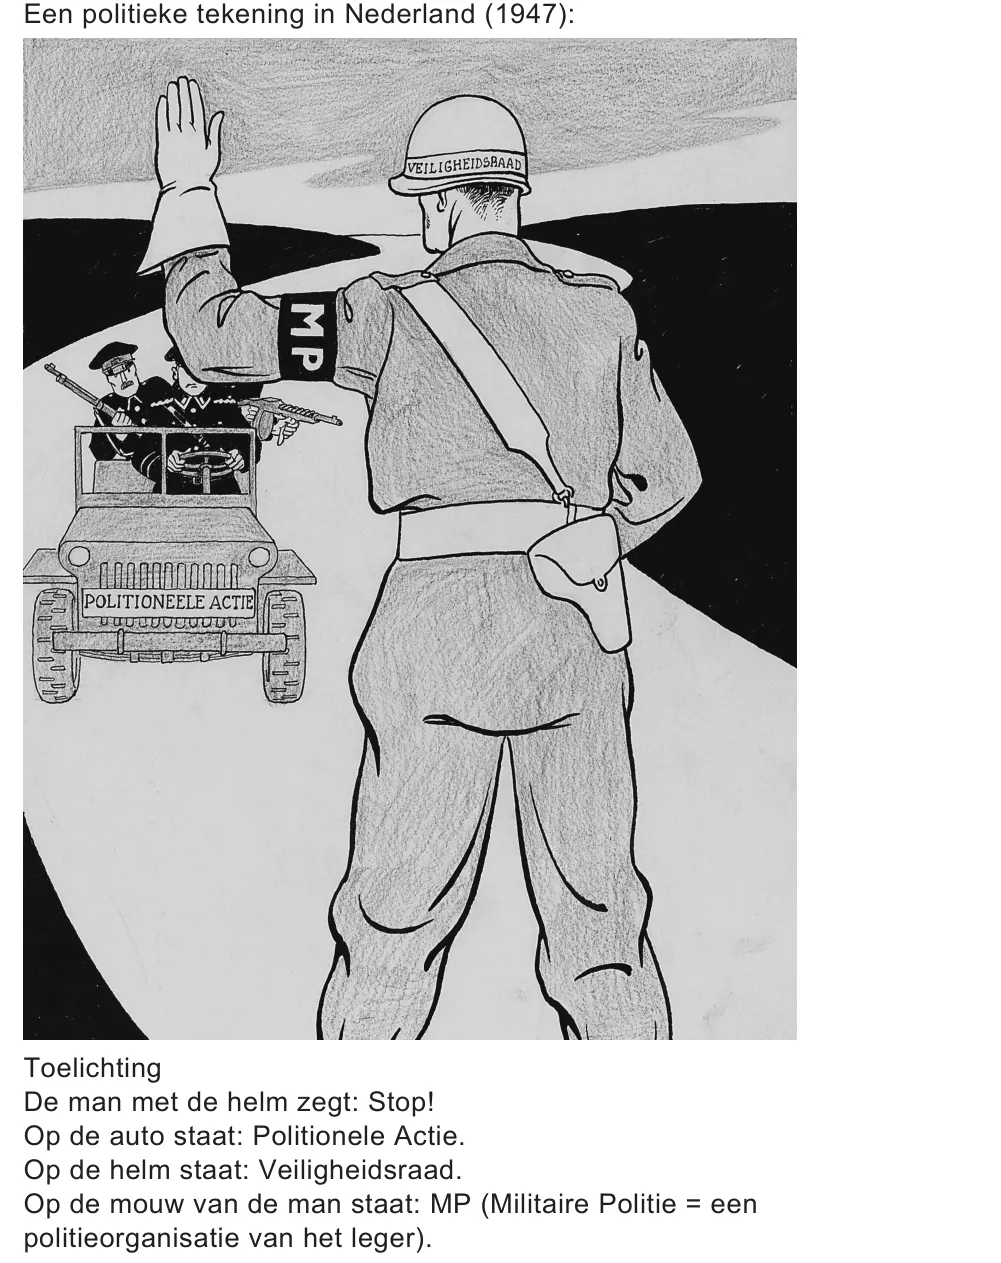 Een politieke tekening in Nederland (1947):
VEILIGHEIDSRAAD
MP
POLITIONEELE ACTIE
Toelichting
De man met de helm zegt: Stop!
Op de auto staat: Politionele Actie.
Op de helm staat: Veiligheidsraad.
Op de mouw van de man staat: MP (Militaire Politie = een
politieorganisatie van het leger).